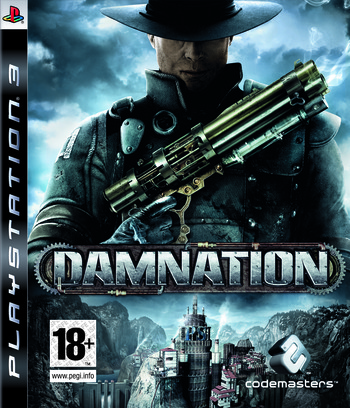 PLAYSTATION 3
DAMNATION
18+
www.pegi.info
codemasters